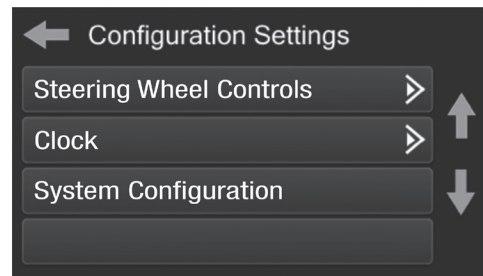 Configuration Settings
Steering Wheel Controls
Clock
System Configuration